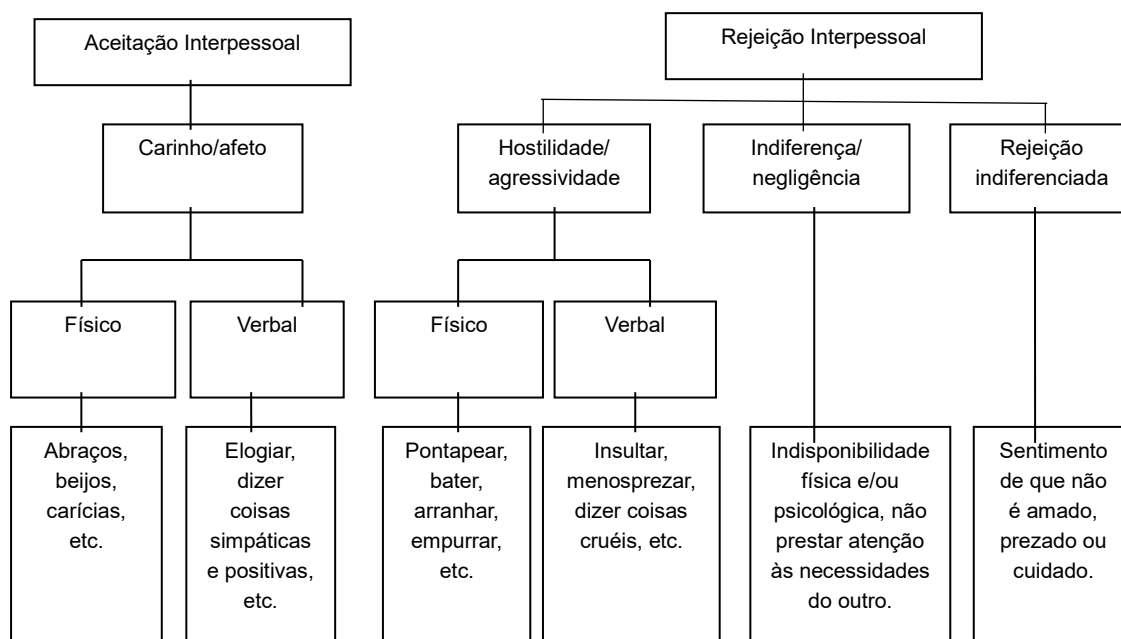 Aceitação Interpessoal
Rejeição Interpessoal
Carinho/afeto
Hostilidade/
agressividade
Indiferença/
negligência
Rejeição
indiferenciada
Físico
Verbal
Físico
Verbal
Abraços,
beijos,
carícias,
etc.
Elogiar,
dizer
coisas
simpáticas
e positivas,
etc.
Pontapear,
bater,
arranhar,
empurrar,
etc.
Insultar,
menosprezar,
dizer coisas
cruéis, etc.
Indisponibilidade
física e/ou
psicológica, não
prestar atenção
às necessidades
do outro.
Sentimento
de que não
é amado,
prezado ou
cuidado.